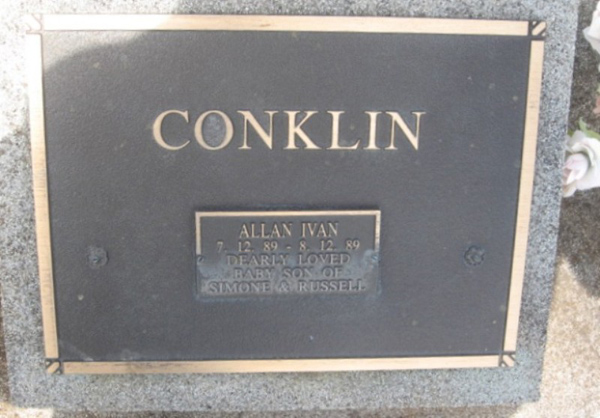 CONKLIN
ALLAN IVAN
7. 12. 89 - 8. 12. 89
DEARLY LOVED
BABY SON OF
SIMONE & RUSSELL